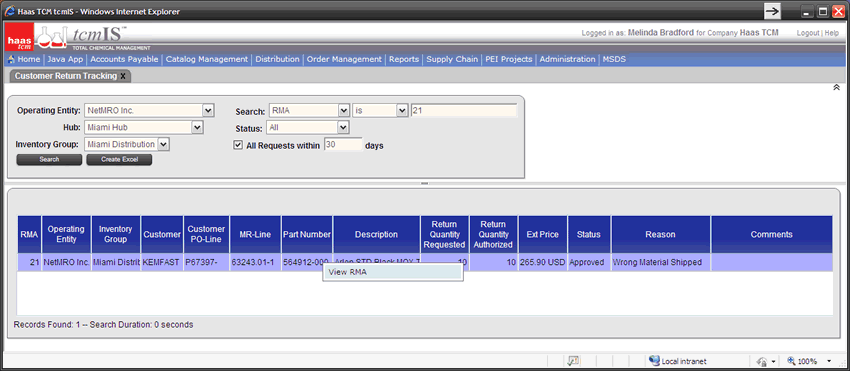 Haas TCM tcmIS - Windows Internet Explorer
haas tcm tcmIS™ TOTAL CHEMICAL MANAGEMENT
Logged in as: Melinda Bradford for Company Haas TCM Logout | Help
Home | Java App | Accounts Payable | Catalog Management | Distribution | Order Management | Reports | Supply Chain | PEI Projects | Administration | MSDS
Customer Return Tracking x
Operating Entity: NetMRO Inc. Search: RMA is 21
Hub: Miami Hub Status: All
Inventory Group: Miami Distribution All Requests within 30 days
Search Create Excel
RMA Operating Entity Inventory Group Customer Customer PO-Line MR-Line Part Number Description Return Quantity Requested Return Quantity Authorized Ext Price Status Reason Comments
21 NetMRO Inc. Miami Distrib KEMFAST P67397- 63243.01-1 564912-000 10 10 265.90 USD Approved Wrong Material Shipped
View RMA
Records Found: 1 -- Search Duration: 0 seconds
Local intranet 100%